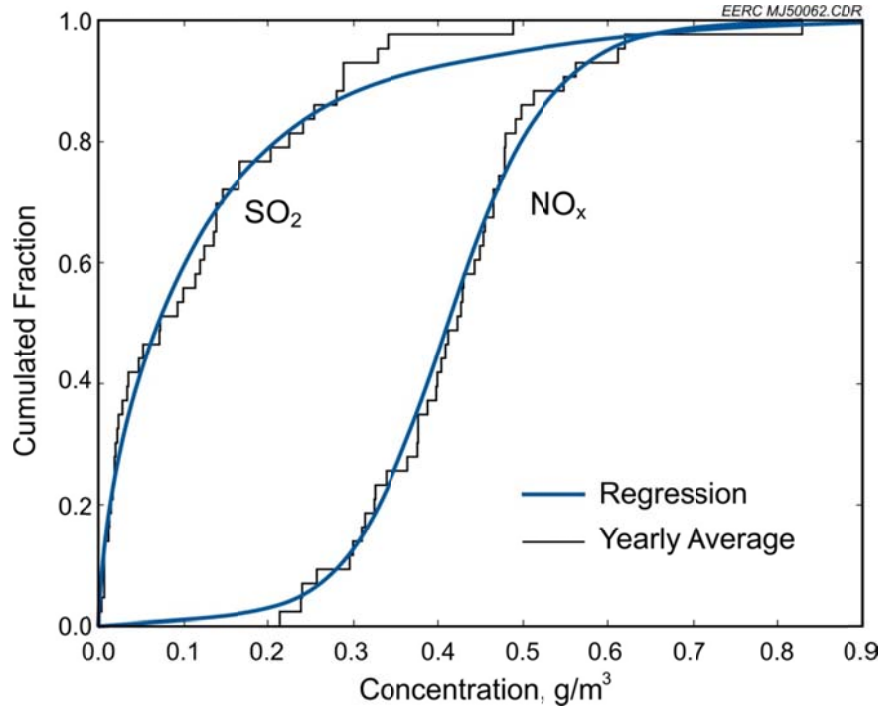 EERC MJ50062.CDR
1.0
0.8
0.6
0.4
0.2
0.0
Cumulated Fraction
SO₂
NOₓ
Regression
Yearly Average
0.0 0.1 0.2 0.3 0.4 0.5 0.6 0.7 0.8 0.9
Concentration, g/m³